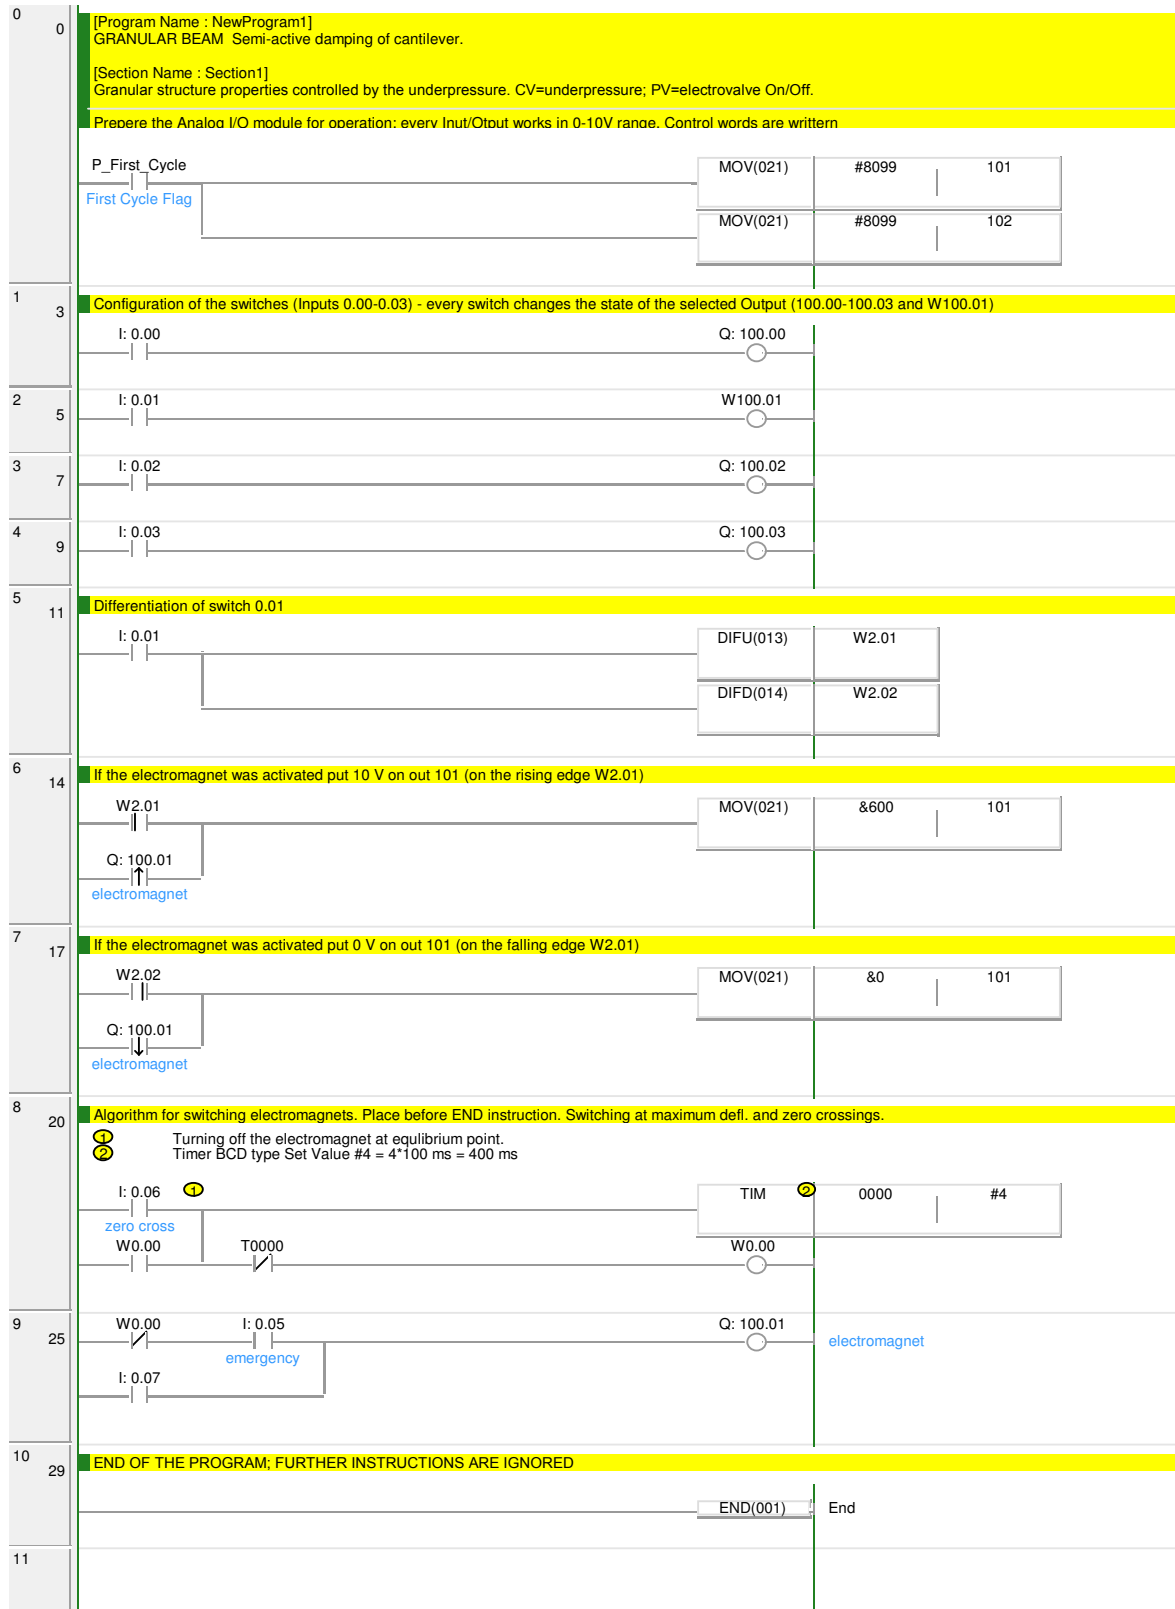 0
0
[Program Name : NewProgram1]
GRANULAR BEAM  Semi-active damping of cantilever.
[Section Name : Section1]
Granular structure properties controlled by the underpressure. CV=underpressure; PV=electrovalve On/Off.
Prepere the Analog I/O module for operation: every Inut/Otput works in 0-10V range. Control words are writtern
P_First_Cycle
MOV(021) #8099 101
First Cycle Flag
MOV(021) #8099 102
1
3
Configuration of the switches (Inputs 0.00-0.03) - every switch changes the state of the selected Output (100.00-100.03 and W100.01)
I: 0.00 Q: 100.00
2
5
I: 0.01 W100.01
3
7
I: 0.02 Q: 100.02
4
9
I: 0.03 Q: 100.03
5
11
Differentiation of switch 0.01
I: 0.01 DIFU(013) W2.01
DIFD(014) W2.02
6
14
If the electromagnet was activated put 10 V on out 101 (on the rising edge W2.01)
W2.01 MOV(021) &600 101
Q: 100.01
electromagnet
7
17
If the electromagnet was activated put 0 V on out 101 (on the falling edge W2.01)
W2.02 MOV(021) &0 101
Q: 100.01
electromagnet
8
20
Algorithm for switching electromagnets. Place before END instruction. Switching at maximum defl. and zero crossings.
1 Turning off the electromagnet at equlibrium point.
2 Timer BCD type Set Value #4 = 4*100 ms = 400 ms
I: 0.06 1 TIM 2 0000 #4
zero cross
W0.00 T0000 W0.00
9
25
W0.00 I: 0.05 Q: 100.01
emergency electromagnet
I: 0.07
10
29
END OF THE PROGRAM; FURTHER INSTRUCTIONS ARE IGNORED
END(001) End
11